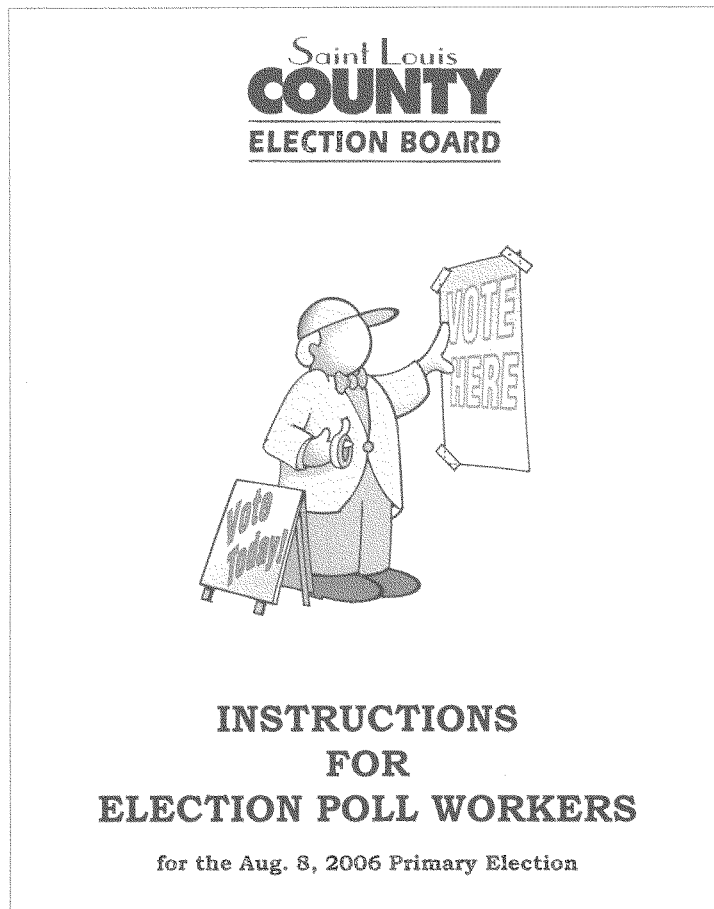 Saint Louis
COUNTY
ELECTION BOARD
VOTE
HERE
Vote
Today!
INSTRUCTIONS
FOR
ELECTION POLL WORKERS
for the Aug. 8, 2006 Primary Election